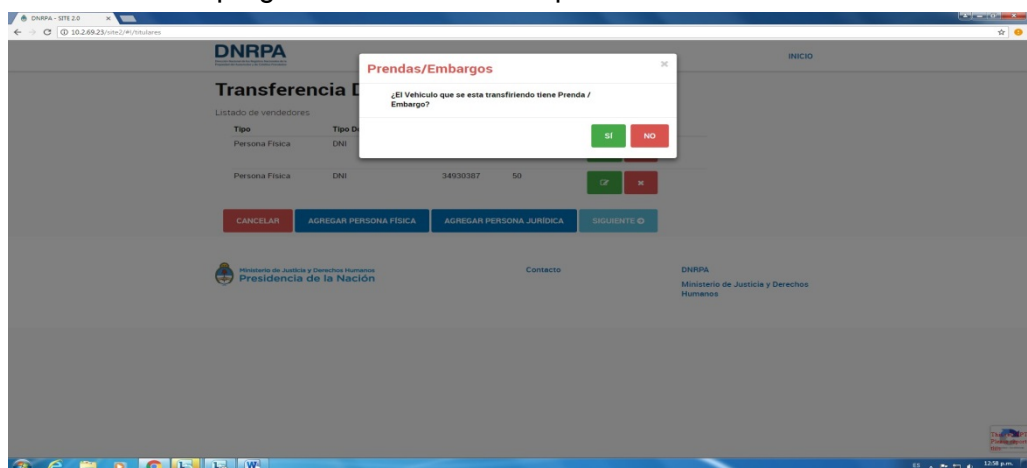 DNRPA - SITE 2.0
10.2.69.23/site2/#!/titulares
DNRPA
INICIO
Prendas/Embargos
¿El Vehiculo que se esta transfiriendo tiene Prenda /
Embargo?
SÍ NO
Transferencia D
Listado de vendedores
Tipo Tipo Do
Persona Física DNI
Persona Física DNI 34930387 50
CANCELAR AGREGAR PERSONA FÍSICA AGREGAR PERSONA JURÍDICA SIGUIENTE
Ministerio de Justicia y Derechos Humanos
Presidencia de la Nación
Contacto
DNRPA
Ministerio de Justicia y Derechos
Humanos
ES 12:58 p.m.